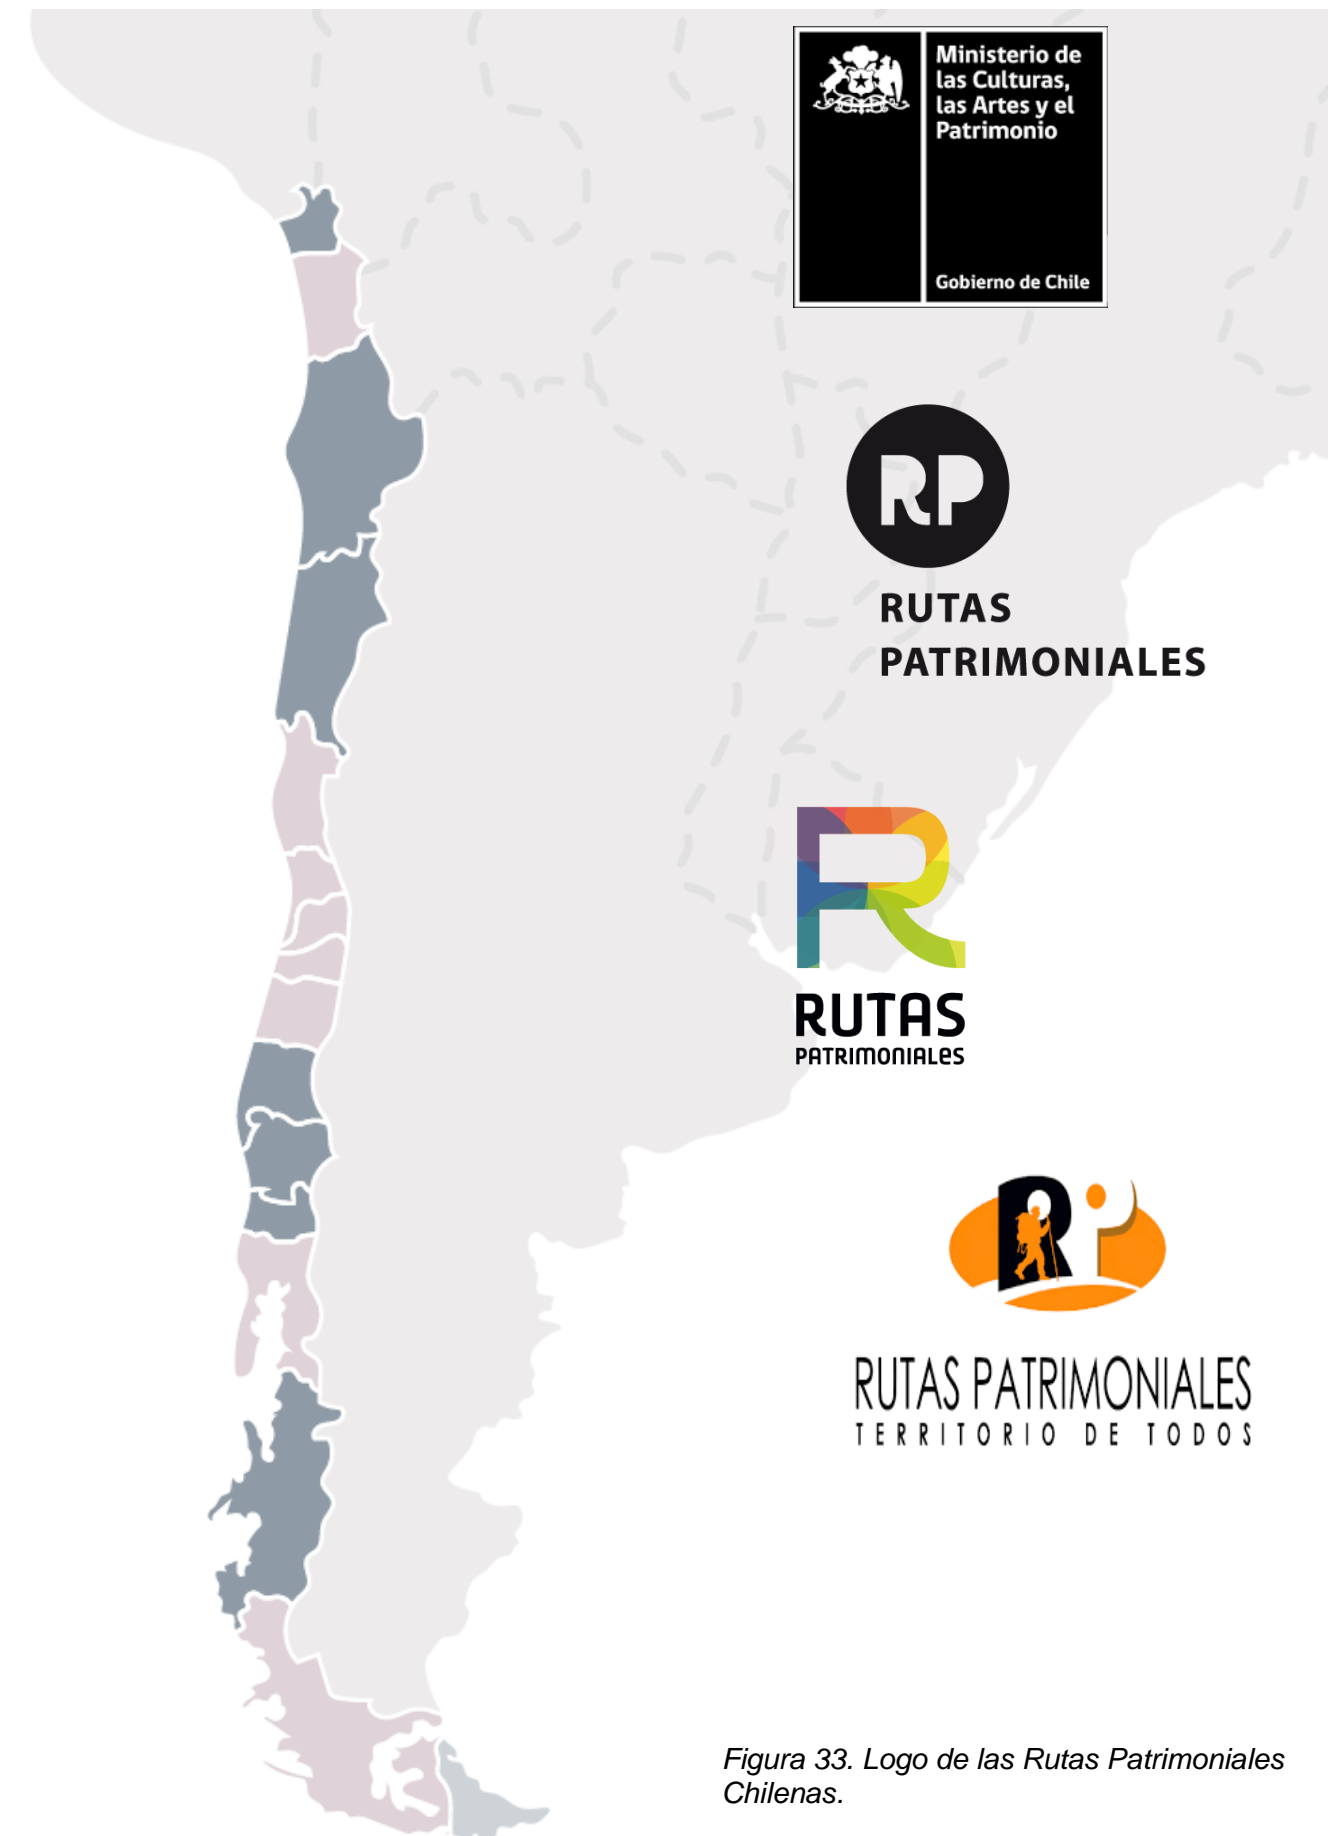 Ministerio de
las Culturas,
las Artes y el
Patrimonio
Gobierno de Chile
RP
RUTAS
PATRIMONIALES
R
RUTAS
PATRIMONIALES
RP
RUTAS PATRIMONIALES
TERRITORIO DE TODOS
Figura 33. Logo de las Rutas Patrimoniales
Chilenas.